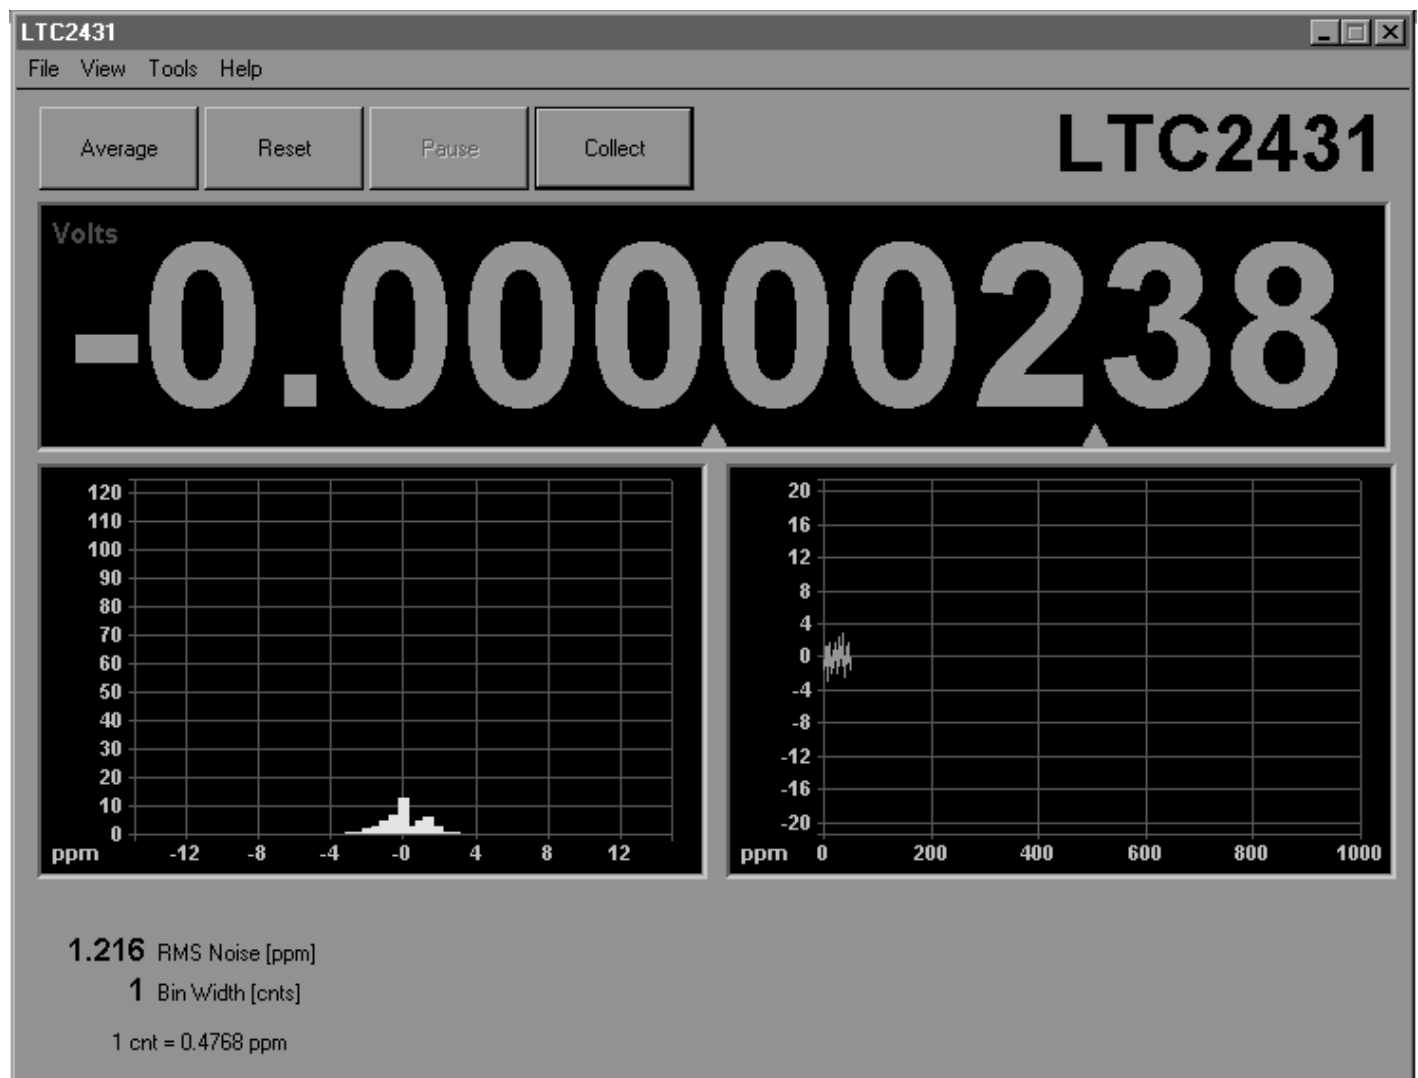 LTC2431
File View Tools Help
Average Reset Pause Collect
LTC2431
Volts
-0.00000238
120
110
100
90
80
70
60
50
40
30
20
10
0
ppm -12 -8 -4 -0 4 8 12
20
16
12
8
4
0
-4
-8
-12
-16
-20
ppm 0 200 400 600 800 1000
1.216 RMS Noise [ppm]
1 Bin Width [cnts]
1 cnt = 0.4768 ppm